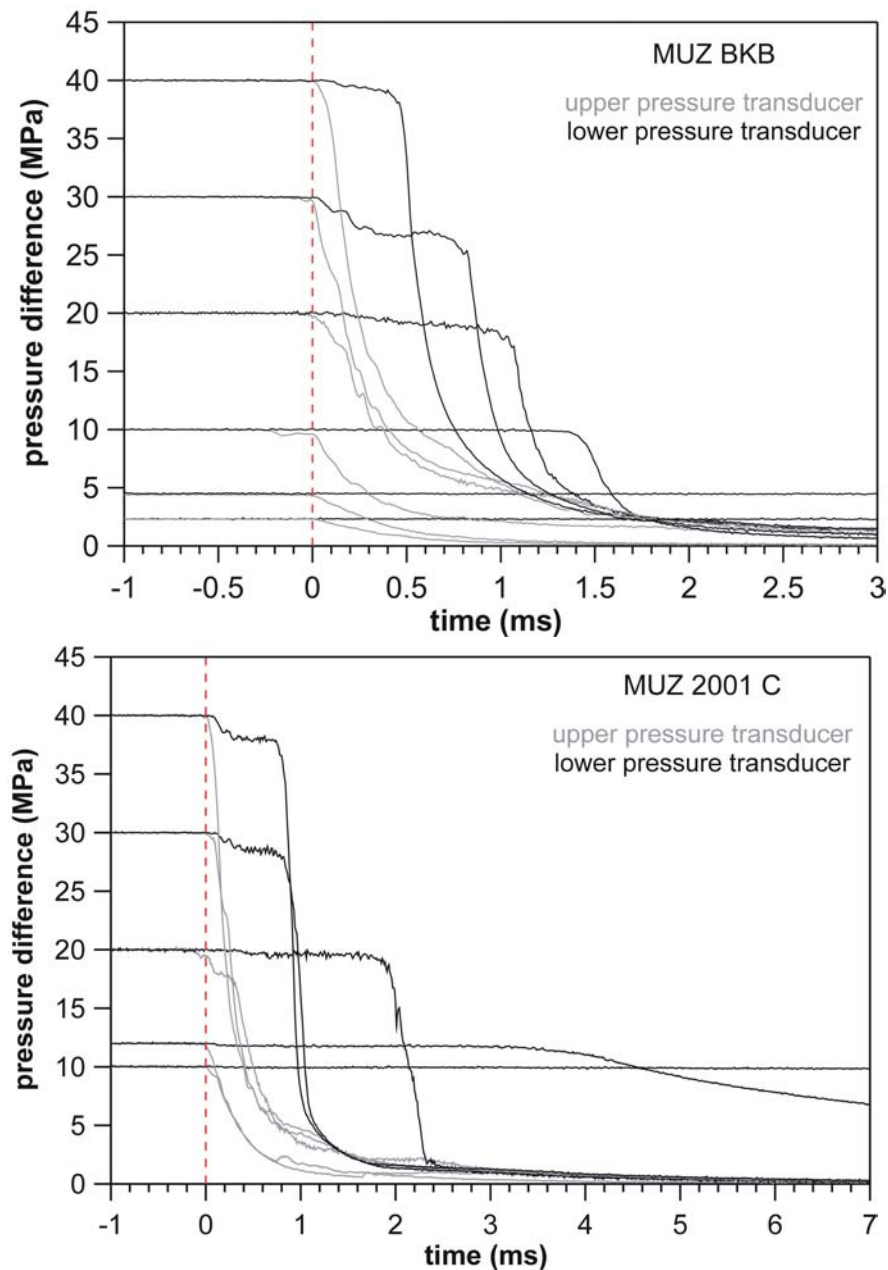 45
MUZ BKB
40
upper pressure transducer
lower pressure transducer
35
30
25
20
15
10
5
0
pressure difference (MPa)
-1 -0.5 0 0.5 1 1.5 2 2.5 3
time (ms)
45
MUZ 2001 C
40
upper pressure transducer
lower pressure transducer
35
30
25
20
15
10
5
0
pressure difference (MPa)
-1 0 1 2 3 4 5 6 7
time (ms)